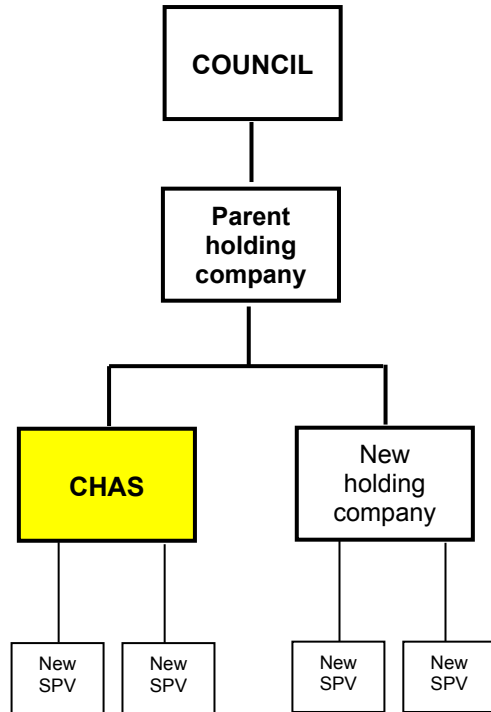 COUNCIL
Parent
holding
company
CHAS
New
holding
company
New
SPV
New
SPV
New
SPV
New
SPV